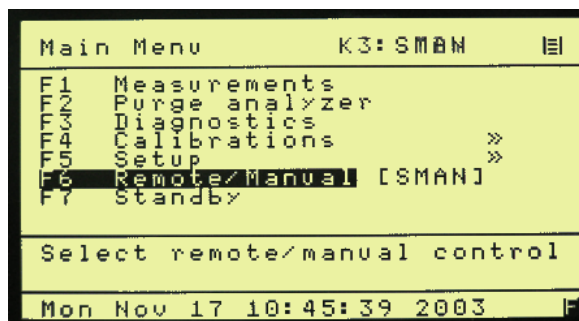 Main Menu K3:SMAN
F1 Measurements
F2 Purge analyzer
F3 Diagnostics
F4 Calibrations »
F5 Setup »
F6 Remote/Manual [SMAN]
F7 Standby
Select remote/manual control
Mon Nov 17 10:45:39 2003